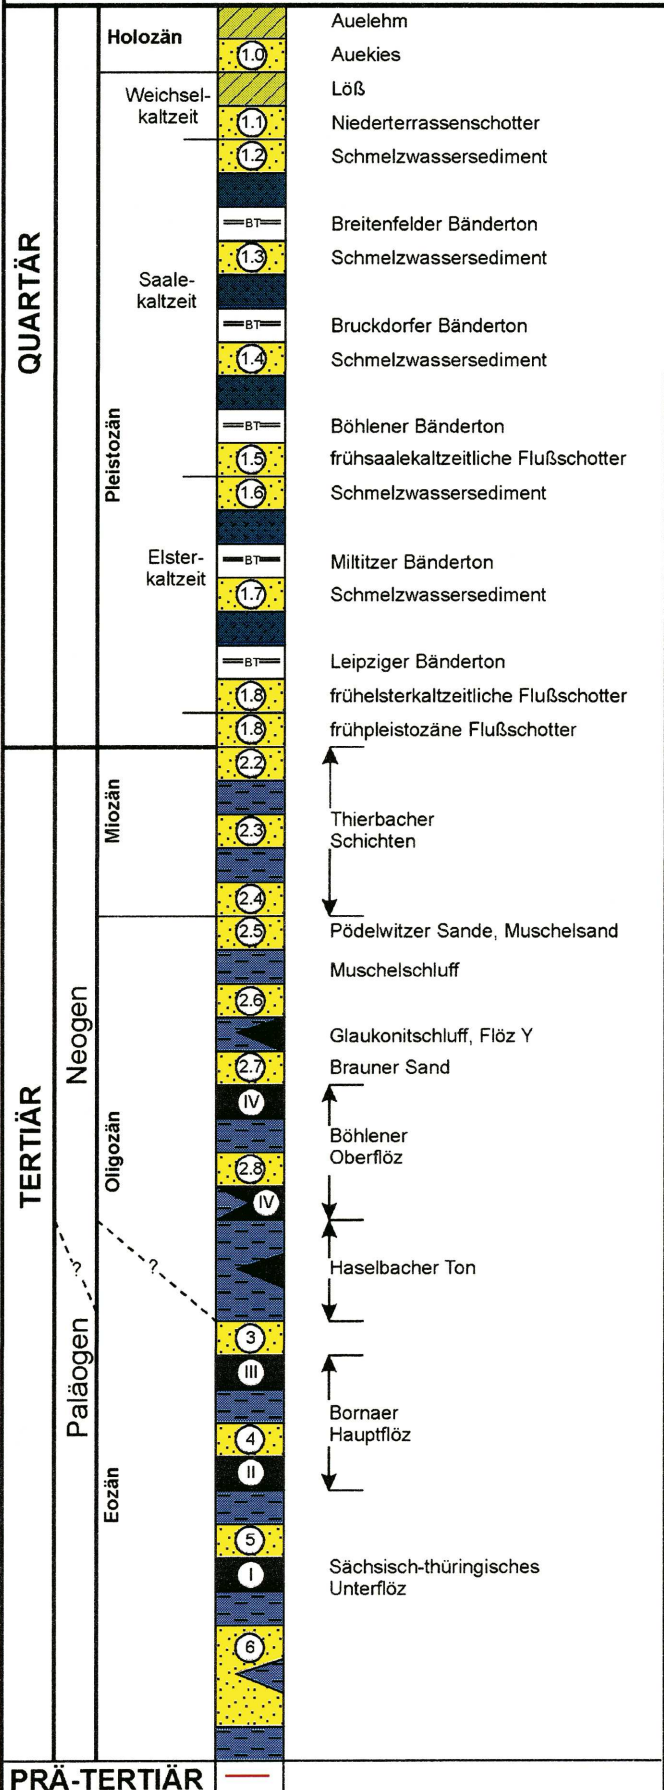 Auelehm
Holozän
1.0
Auekies
Löß
Weichsel-
kaltzeit
1.1
Niederterrassenschotter
1.2
Schmelzwassersediment
BT
Breitenfelder Bänderton
1.3
Schmelzwassersediment
QUARTÄR
Saale-
kaltzeit
BT
Bruckdorfer Bänderton
1.4
Schmelzwassersediment
Pleistozän
BT
Böhlener Bänderton
1.5
frühsaalekaltzeitliche Flußschotter
1.6
Schmelzwassersediment
Elster-
kaltzeit
BT
Miltitzer Bänderton
1.7
Schmelzwassersediment
BT
Leipziger Bänderton
1.8
frühelsterkaltzeitliche Flußschotter
1.8
frühpleistozäne Flußschotter
2.2
Miozän
2.3
Thierbacher
Schichten
2.4
2.5
Pödelwitzer Sande, Muschelsand
Muschelschluff
Neogen
2.6
Glaukonitschluff, Flöz Y
2.7
Brauner Sand
TERTIÄR
IV
Oligozän
Böhlener
Oberflöz
2.8
IV
?
?
Haselbacher Ton
3
Paläogen
III
Bornaer
Hauptflöz
4
II
Eozän
5
I
Sächsisch-thüringisches
Unterflöz
6
PRÄ-TERTIÄR